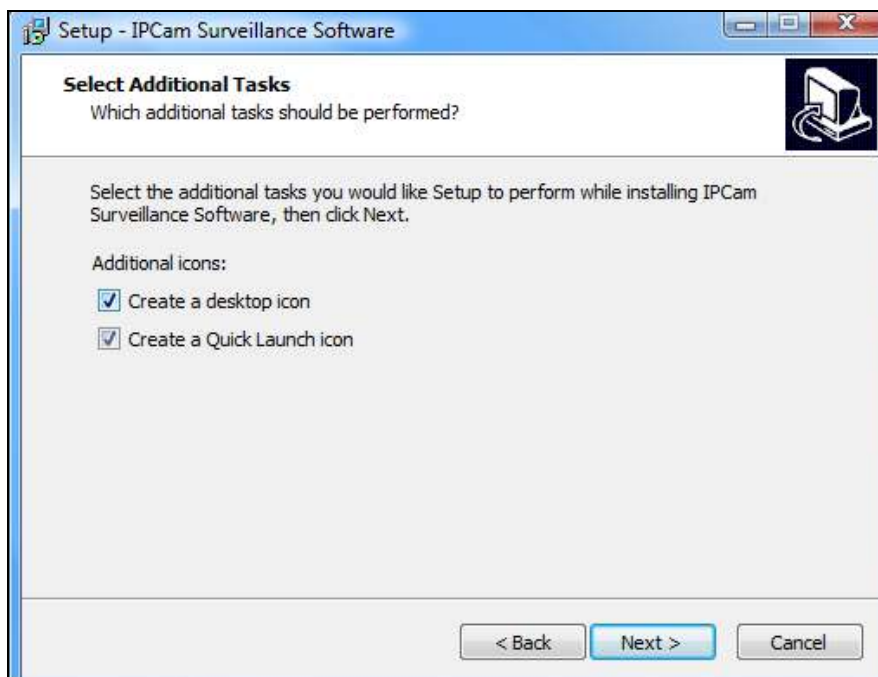 Setup - IPCam Surveillance Software
Select Additional Tasks
Which additional tasks should be performed?
Select the additional tasks you would like Setup to perform while installing IPCam
Surveillance Software, then click Next.
Additional icons:
Create a desktop icon
Create a Quick Launch icon
< Back Next > Cancel